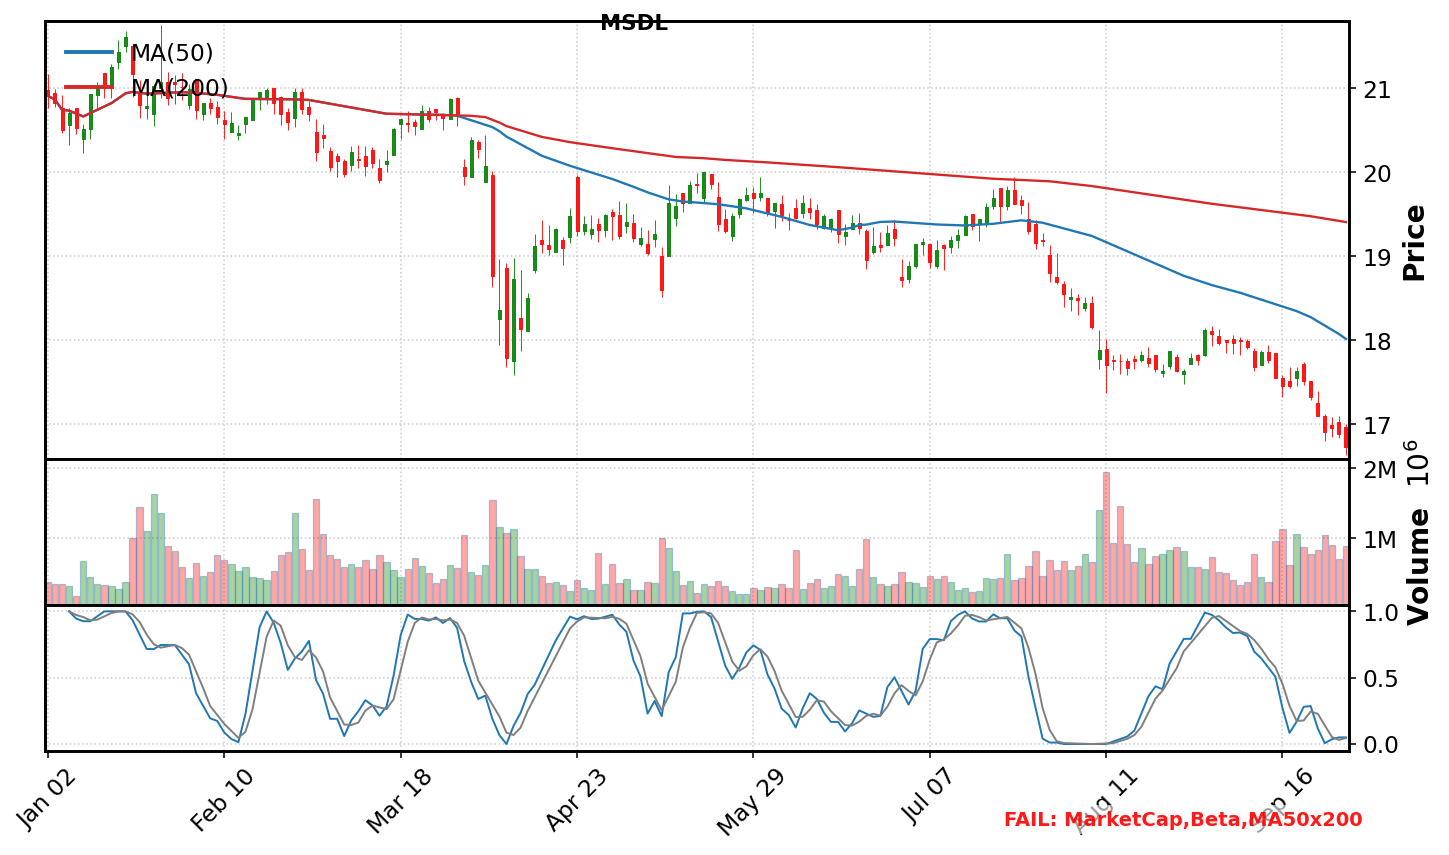 MSDL
MA(50)
MA(200)
21
20
19
18
17
Price
2M
1M
Volume 10^6
1.0
0.5
0.0
Jan 02
Feb 10
Mar 18
Apr 23
May 29
Jul 07
Aug 11
Sep 16
FAIL: MarketCap,Beta,MA50x200